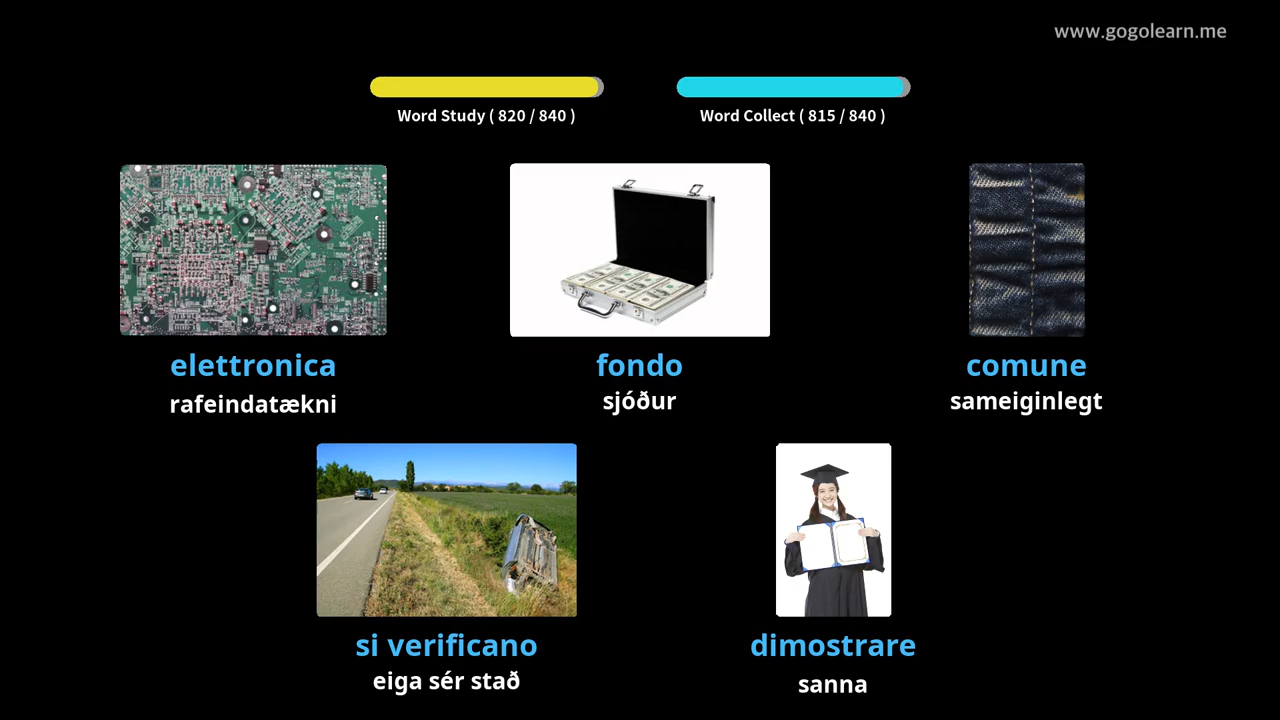 www.gogolearn.me
Word Study ( 820 / 840 )
Word Collect ( 815 / 840 )
elettronica
rafeindatækni
fondo
sjóður
comune
sameiginlegt
si verificano
eiga sér stað
dimostrare
sanna